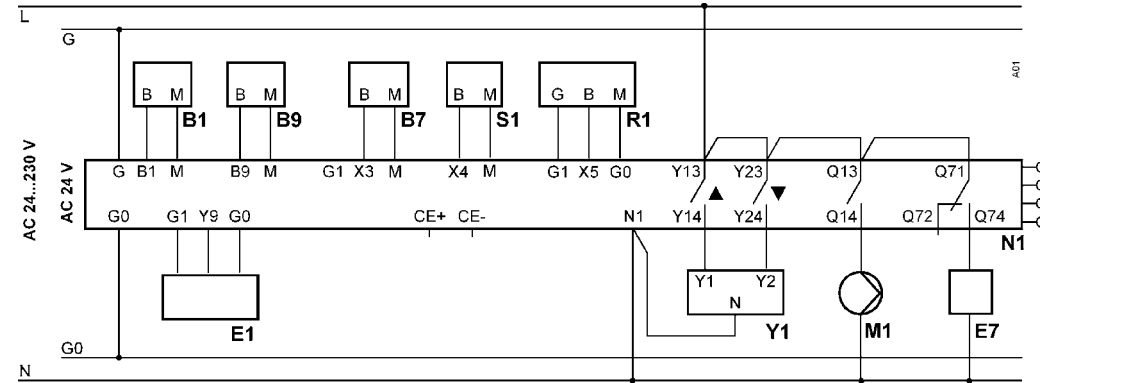 L
G
A01
B M B M B M B M G B M
B1 B9 B7 S1 R1
AC 24...230 V
AC 24 V
G B1 M B9 M G1 X3 M X4 M G1 X5 G0 Y13 Y23 Q13 Q71
▲ ▼
G0 G1 Y9 G0 CE+ CE- N1 Y14 Y24 Q14 Q72 Q74
N1
Y1 Y2
N
E1 Y1 M1 E7
G0
N